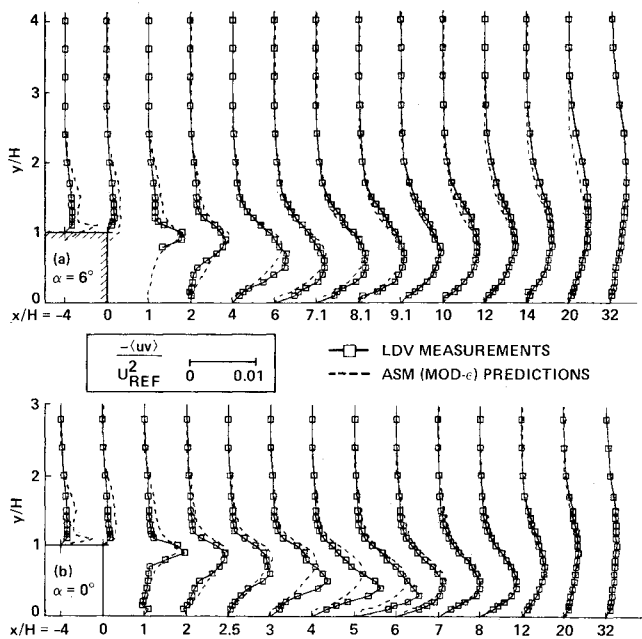 4
3
y/H
2
1
(a)
α = 6°
0
x/H = -4 0 1 2 4 6 7.1 8.1 9.1 10 12 14 20 32
-⟨uv⟩
U²REF
0 0.01
LDV MEASUREMENTS
ASM (MOD-ϵ) PREDICTIONS
3
2
y/H
1
(b)
α = 0°
0
x/H = -4 0 1 2 2.5 3 4 5 6 7 8 12 20 32